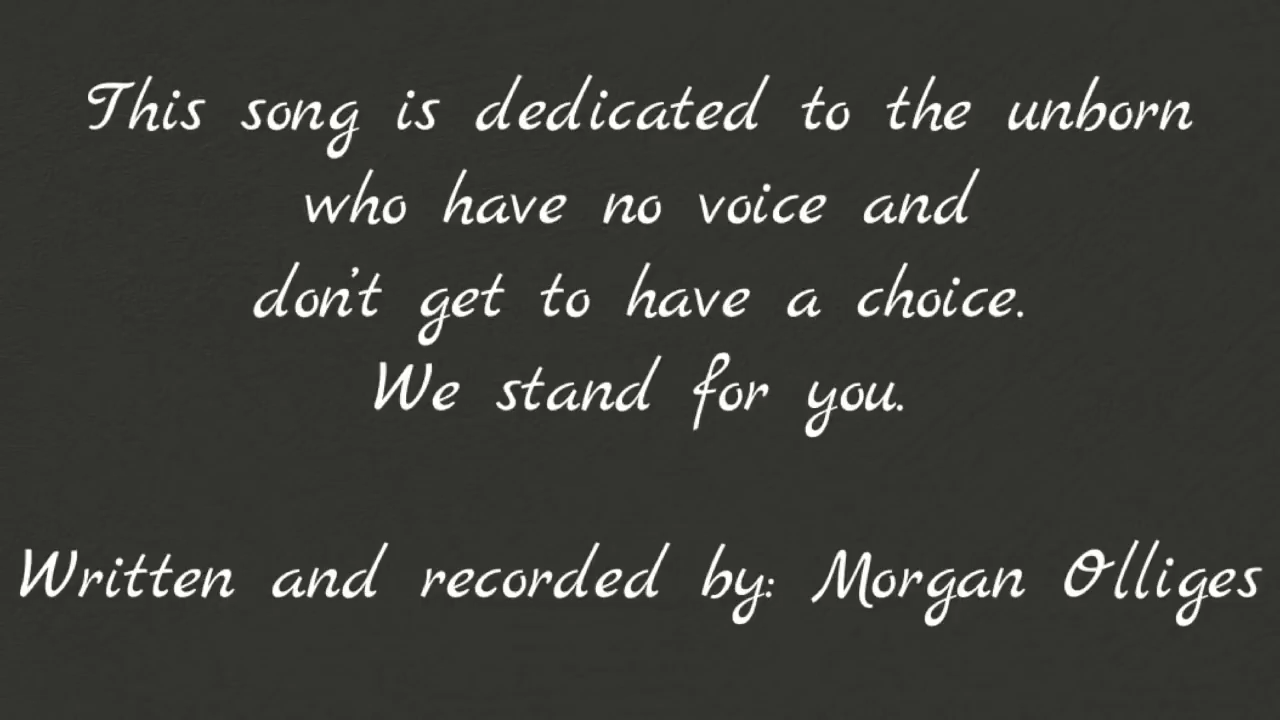 This song is dedicated to the unborn
who have no voice and
don't get to have a choice.
We stand for you.
Written and recorded by: Morgan Olliges